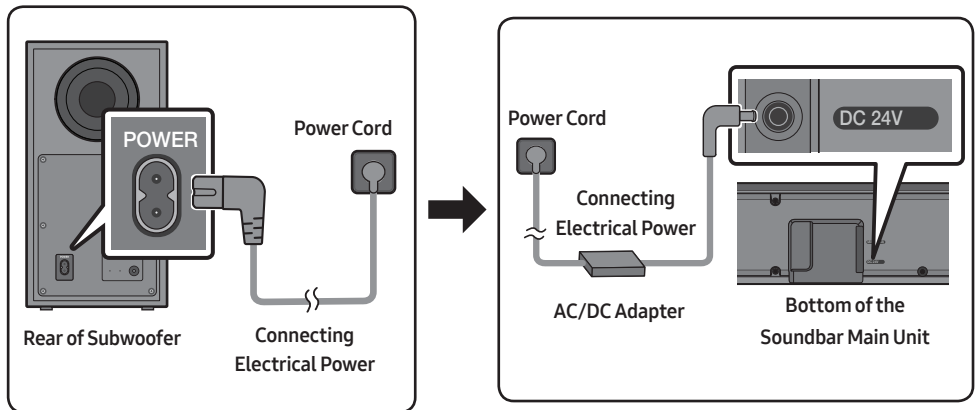 POWER
Power Cord
Rear of Subwoofer
Connecting
Electrical Power
DC 24V
Power Cord
Connecting
Electrical Power
AC/DC Adapter
Bottom of the
Soundbar Main Unit